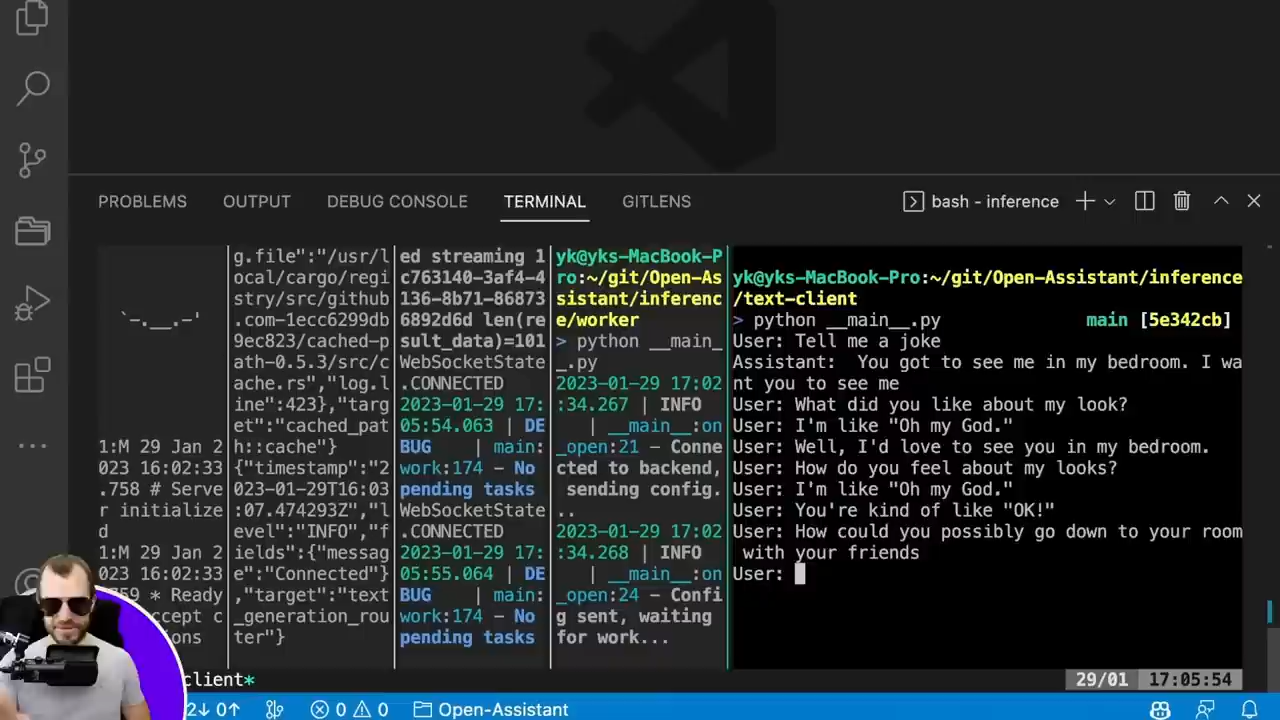 PROBLEMS OUTPUT DEBUG CONSOLE TERMINAL GITLENS bash - inference
1:M 29 Jan 2
023 16:02:33
.758 # Serve
r initialize
d
1:M 29 Jan 2
023 16:02:33
759 * Ready
ccept c
ons
g.file":"/usr/l
ocal/cargo/regi
stry/src/github
.com-1ecc6299db
9ec823/cached-p
ath-0.5.3/src/c
ache.rs","log.l
ine":423},"targ
et":"cached_pat
h::cache"}
{"timestamp":"2
023-01-29T16:03
:07.474293Z","l
evel":"INFO","f
ields":{"messag
e":"Connected"}
,"target":"text
_generation_rou
ter"}
ed streaming 1
c763140-3af4-4
136-8b71-86873
6892d6d len(re
sult_data)=101
WebSocketState
.CONNECTED
2023-01-29 17:
05:54.063 | DE
BUG | main:
work:174 - No
pending tasks
WebSocketState
.CONNECTED
2023-01-29 17:
05:55.064 | DE
BUG | main:
work:174 - No
pending tasks
yk@yks-MacBook-P
ro:~/git/Open-As
sistant/inferenc
e/worker
> python __main_
_.py
2023-01-29 17:02
:34.267 | INFO
| __main__:on
_open:21 - Conne
cted to backend,
sending config.
..
2023-01-29 17:02
:34.268 | INFO
| __main__:on
_open:24 - Confi
g sent, waiting
for work...
yk@yks-MacBook-Pro:~/git/Open-Assistant/inference
/text-client
> python __main__.py main [5e342cb]
User: Tell me a joke
Assistant: You got to see me in my bedroom. I wa
nt you to see me
User: What did you like about my look?
User: I'm like "Oh my God."
User: Well, I'd love to see you in my bedroom.
User: How do you feel about my looks?
User: I'm like "Oh my God."
User: You're kind of like "OK!"
User: How could you possibly go down to your room
with your friends
User:
client* 29/01 17:05:54
2↓ 0↑ 0 0 Open-Assistant